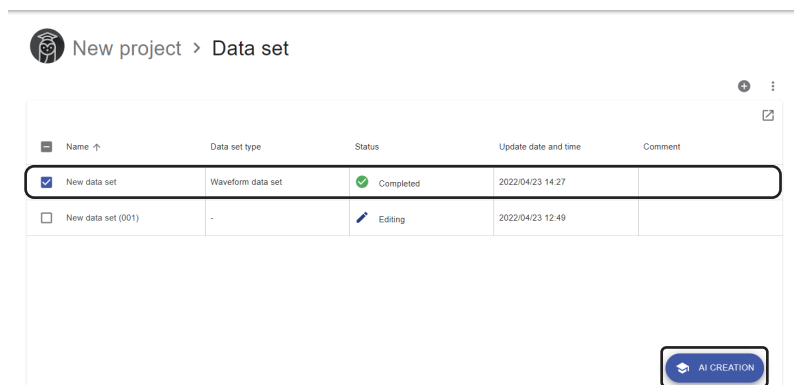 New project > Data set
Name ↑ Data set type Status Update date and time Comment
New data set Waveform data set Completed 2022/04/23 14:27
New data set (001) - Editing 2022/04/23 12:49
AI CREATION